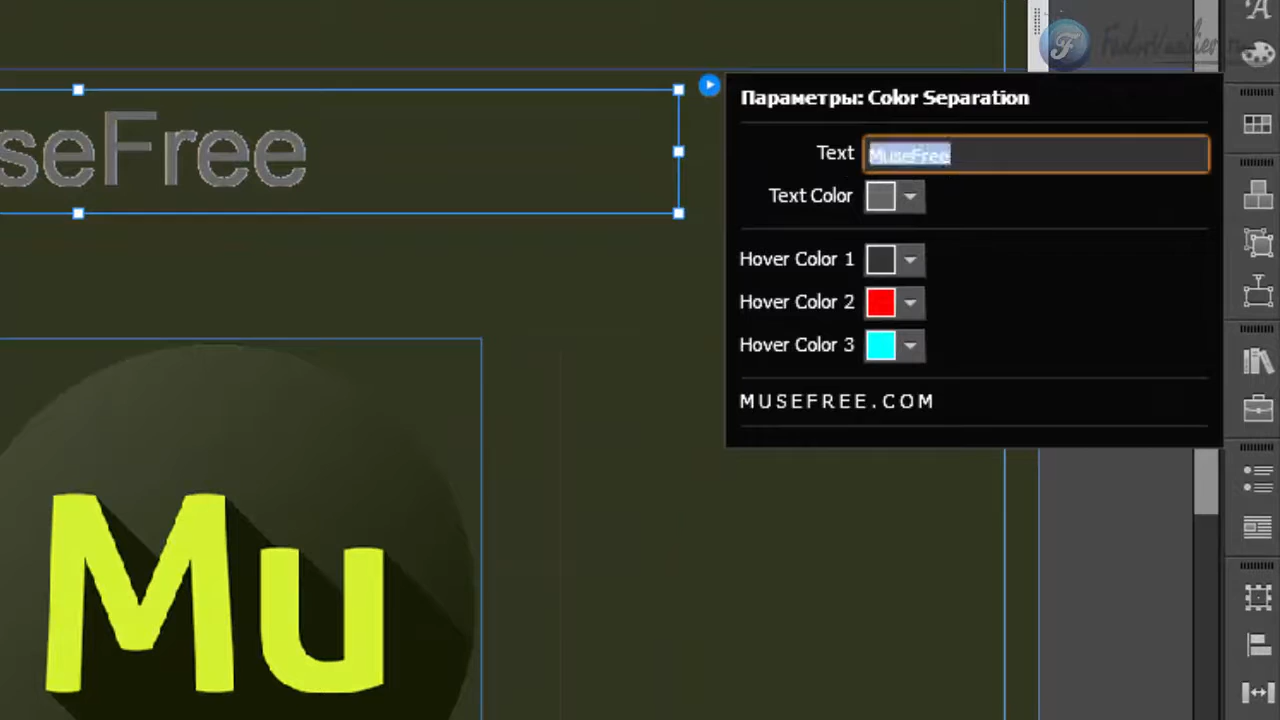 seFree
Параметры: Color Separation
Text MuseFree
Text Color
Hover Color 1
Hover Color 2
Hover Color 3
MUSEFREE.COM
Mu